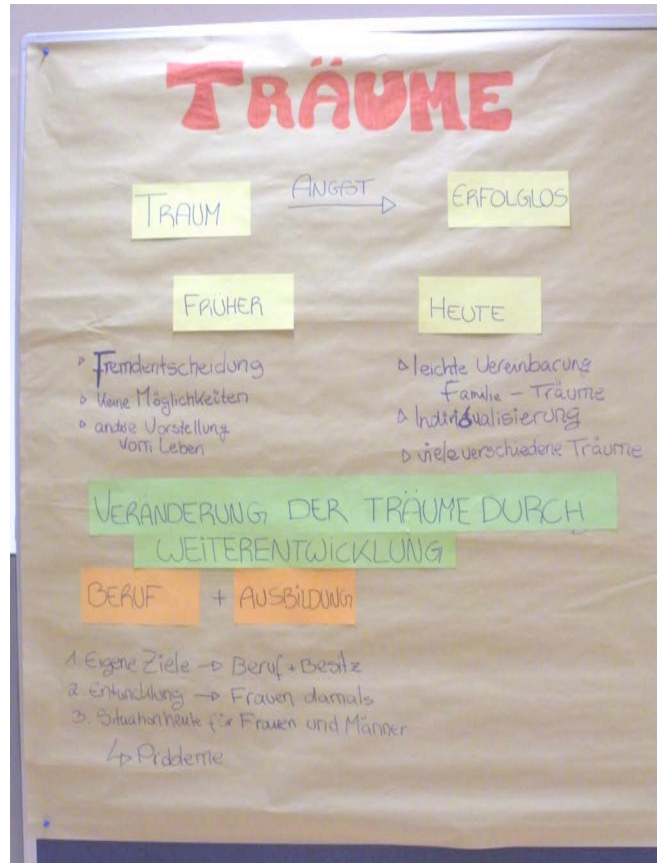 TRÄUME
TRAUM ANGST → ERFOLGLOS
FRÜHER HEUTE
Fremdentscheidung
keine Möglichkeiten
andere Vorstellung
vom Leben
leichte Vereinbarung
Familie – Träume
Individualisierung
viele verschiedene Träume
VERÄNDERUNG DER TRÄUME DURCH
WEITERENTWICKLUNG
BERUF + AUSBILDUNG
1. Eigene Ziele → Beruf + Besitz
2. Entwicklung → Frauen damals
3. Situation heute für Frauen und Männer
↳ Probleme